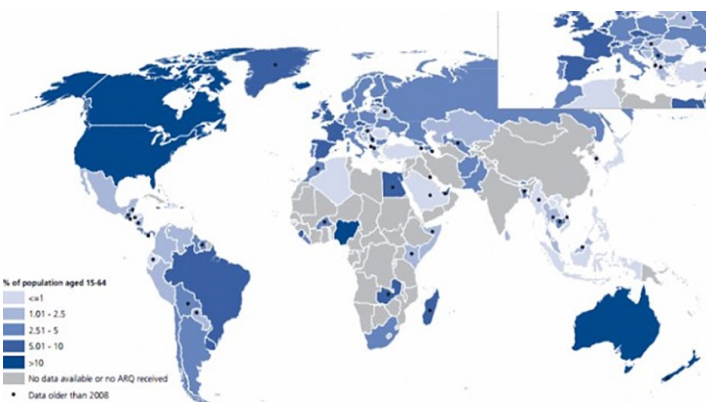 % of population aged 15-64
<=1
1.01 - 2.5
2.51 - 5
5.01 - 10
>10
No data available or no ARQ received
Data older than 2008